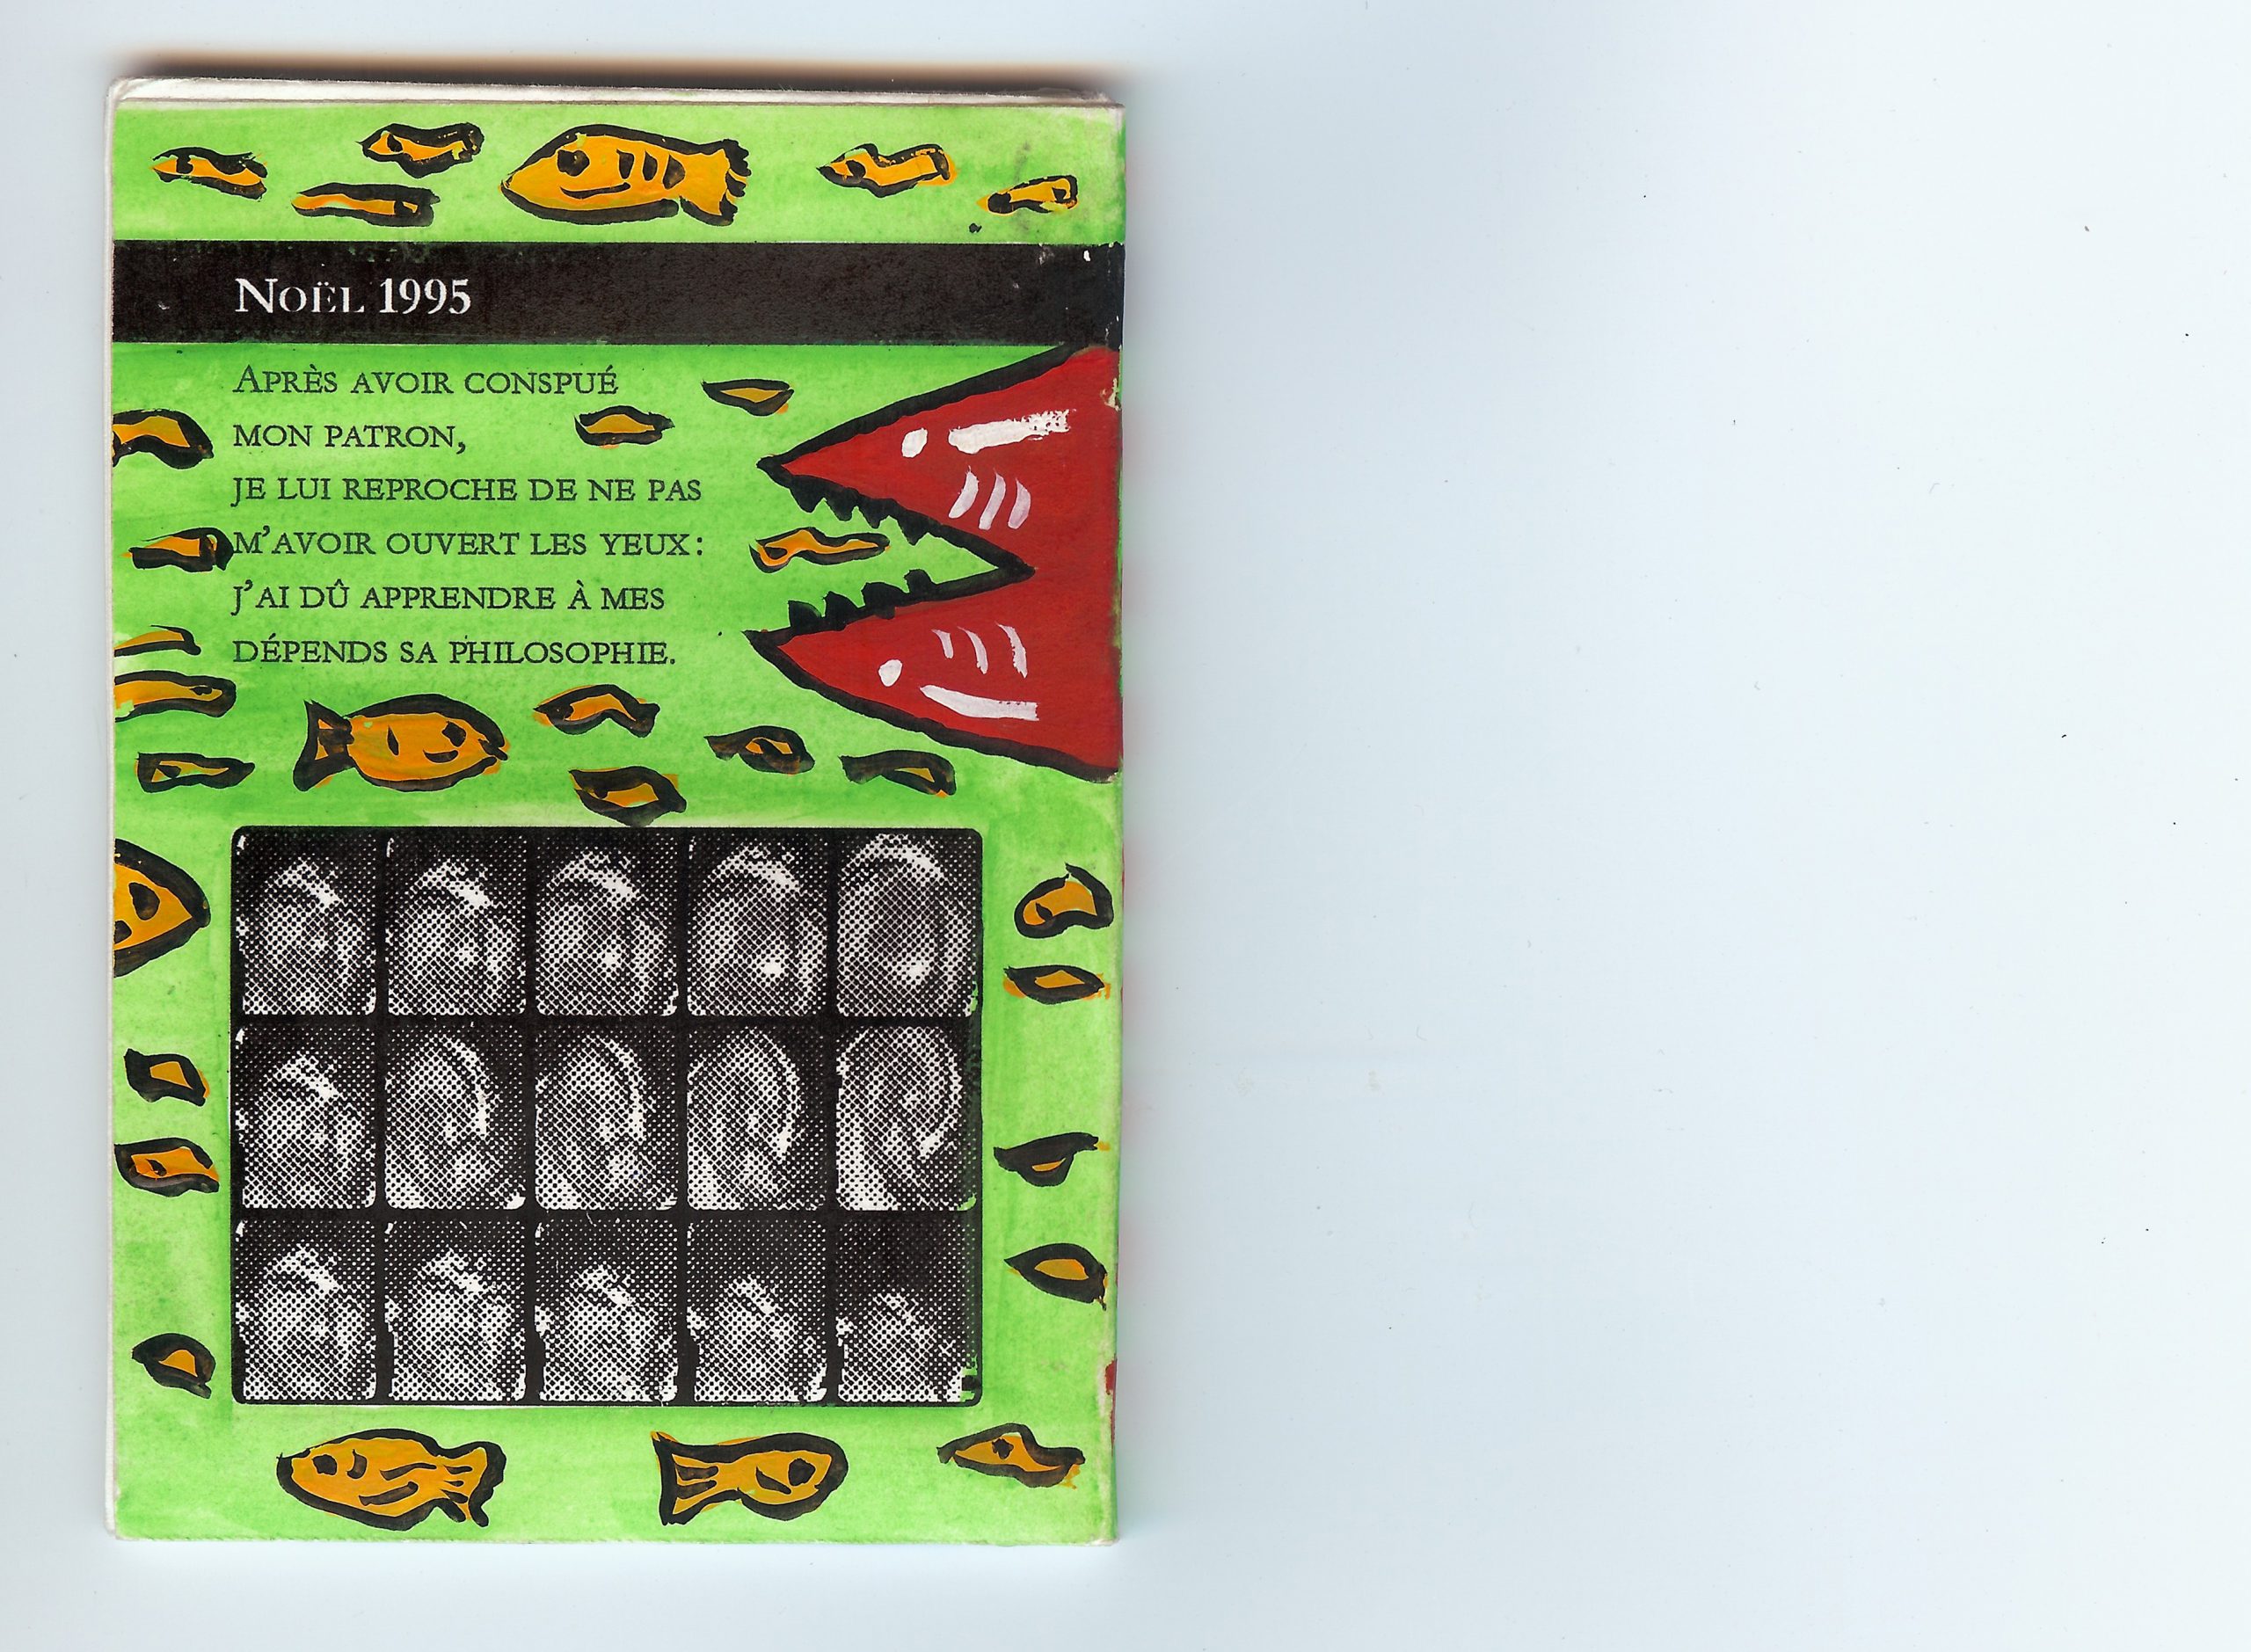 NOËL 1995
APRÈS AVOIR CONSPUÉ
MON PATRON,
JE LUI REPROCHE DE NE PAS
M'AVOIR OUVERT LES YEUX:
J'AI DÛ APPRENDRE À MES
DÉPENDS SA PHILOSOPHIE.